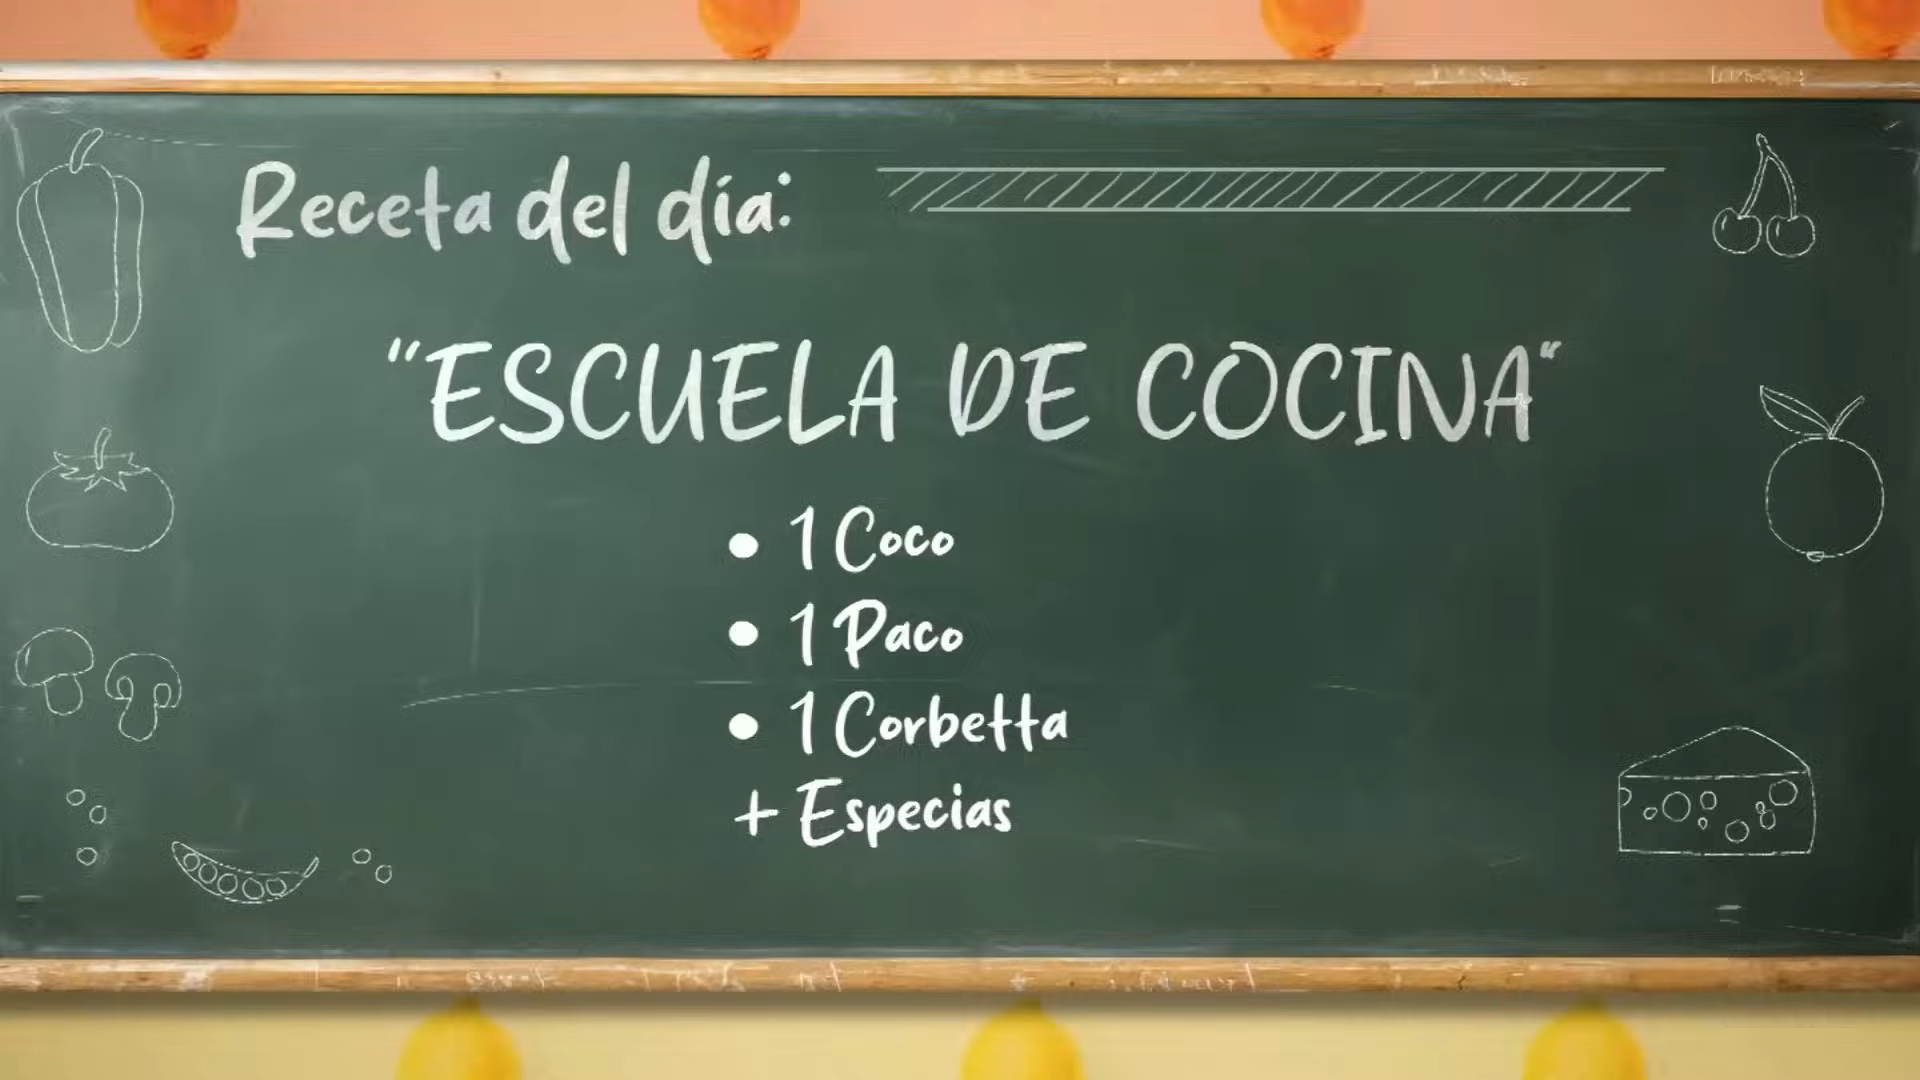 Receta del día:
"ESCUELA DE COCINA"
• 1 Coco
• 1 Paco
• 1 Corbetta
+ Especias